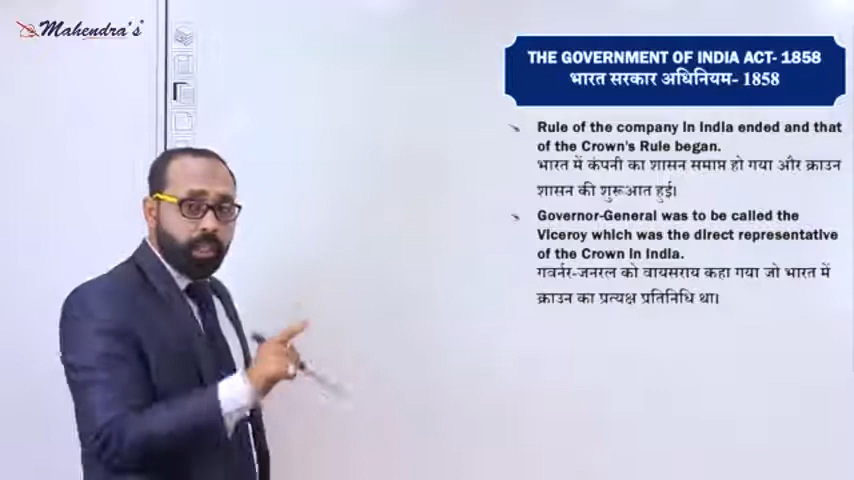 Mahendra's
THE GOVERNMENT OF INDIA ACT- 1858
भारत सरकार अधिनियम- 1858
Rule of the company in India ended and that
of the Crown's Rule began.
भारत में कंपनी का शासन समाप्त हो गया और क्राउन
शासन की शुरूआत हुई।
Governor-General was to be called the
Viceroy which was the direct representative
of the Crown in India.
गवर्नर-जनरल को वायसराय कहा गया जो भारत में
क्राउन का प्रत्यक्ष प्रतिनिधि था।